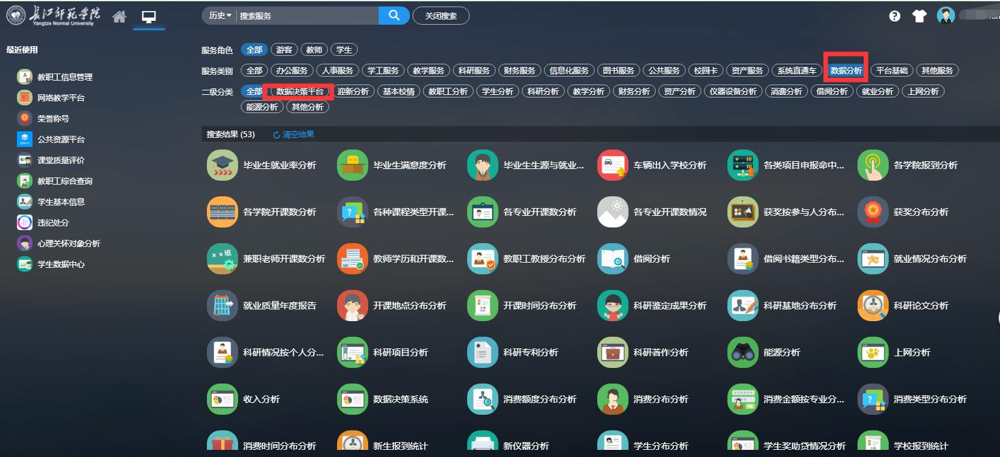 长江师范学院
Yangtze Normal University
历史 搜索服务 关闭搜索
最近使用
教职工信息管理
网络教学平台
荣誉称号
公共资源平台
课堂质量评价
教职工综合查询
学生基本信息
违纪处分
心理关怀对象分析
学生数据中心
服务角色 全部 游客 教师 学生
服务类别 全部 办公服务 人事服务 学工服务 教学服务 科研服务 财务服务 信息化服务 图书服务 公共服务 校园卡 资产服务 系统直通车 数据分析 平台基础 其他服务
二级分类 全部 数据决策平台 迎新分析 基本校情 教职工分析 学生分析 科研分析 教学分析 财务分析 资产分析 仪器设备分析 消费分析 借阅分析 就业分析 上网分析
能源分析 其他分析
搜索结果 (53) 清空结果
毕业生就业率分析 毕业生满意度分析 毕业生生源与就业... 车辆出入学校分析 各类项目申报命中... 各学院报到分析
各学院开课数分析 各种课程类型开课... 各专业开课数分析 各专业开课数情况 获奖按参与人分布... 获奖分布分析
兼职老师开课数分析 教师学历和开课数... 教职工教授分布分析 借阅分析 借阅书籍类型分布... 就业情况分布分析
就业质量年度报告 开课地点分布分析 开课时间分布分析 科研鉴定成果分析 科研基地分布分析 科研论文分析
科研情况按个人分... 科研项目分析 科研专利分析 科研著作分析 能源分析 上网分析
收入分析 数据决策系统 消费额度分布分析 消费分布分析 消费金额按专业分... 消费类型分布分析
消费时间分布分析 新生报到统计 新仪器分析 学生分布分析 学生奖助贷情况分析 学校报到统计